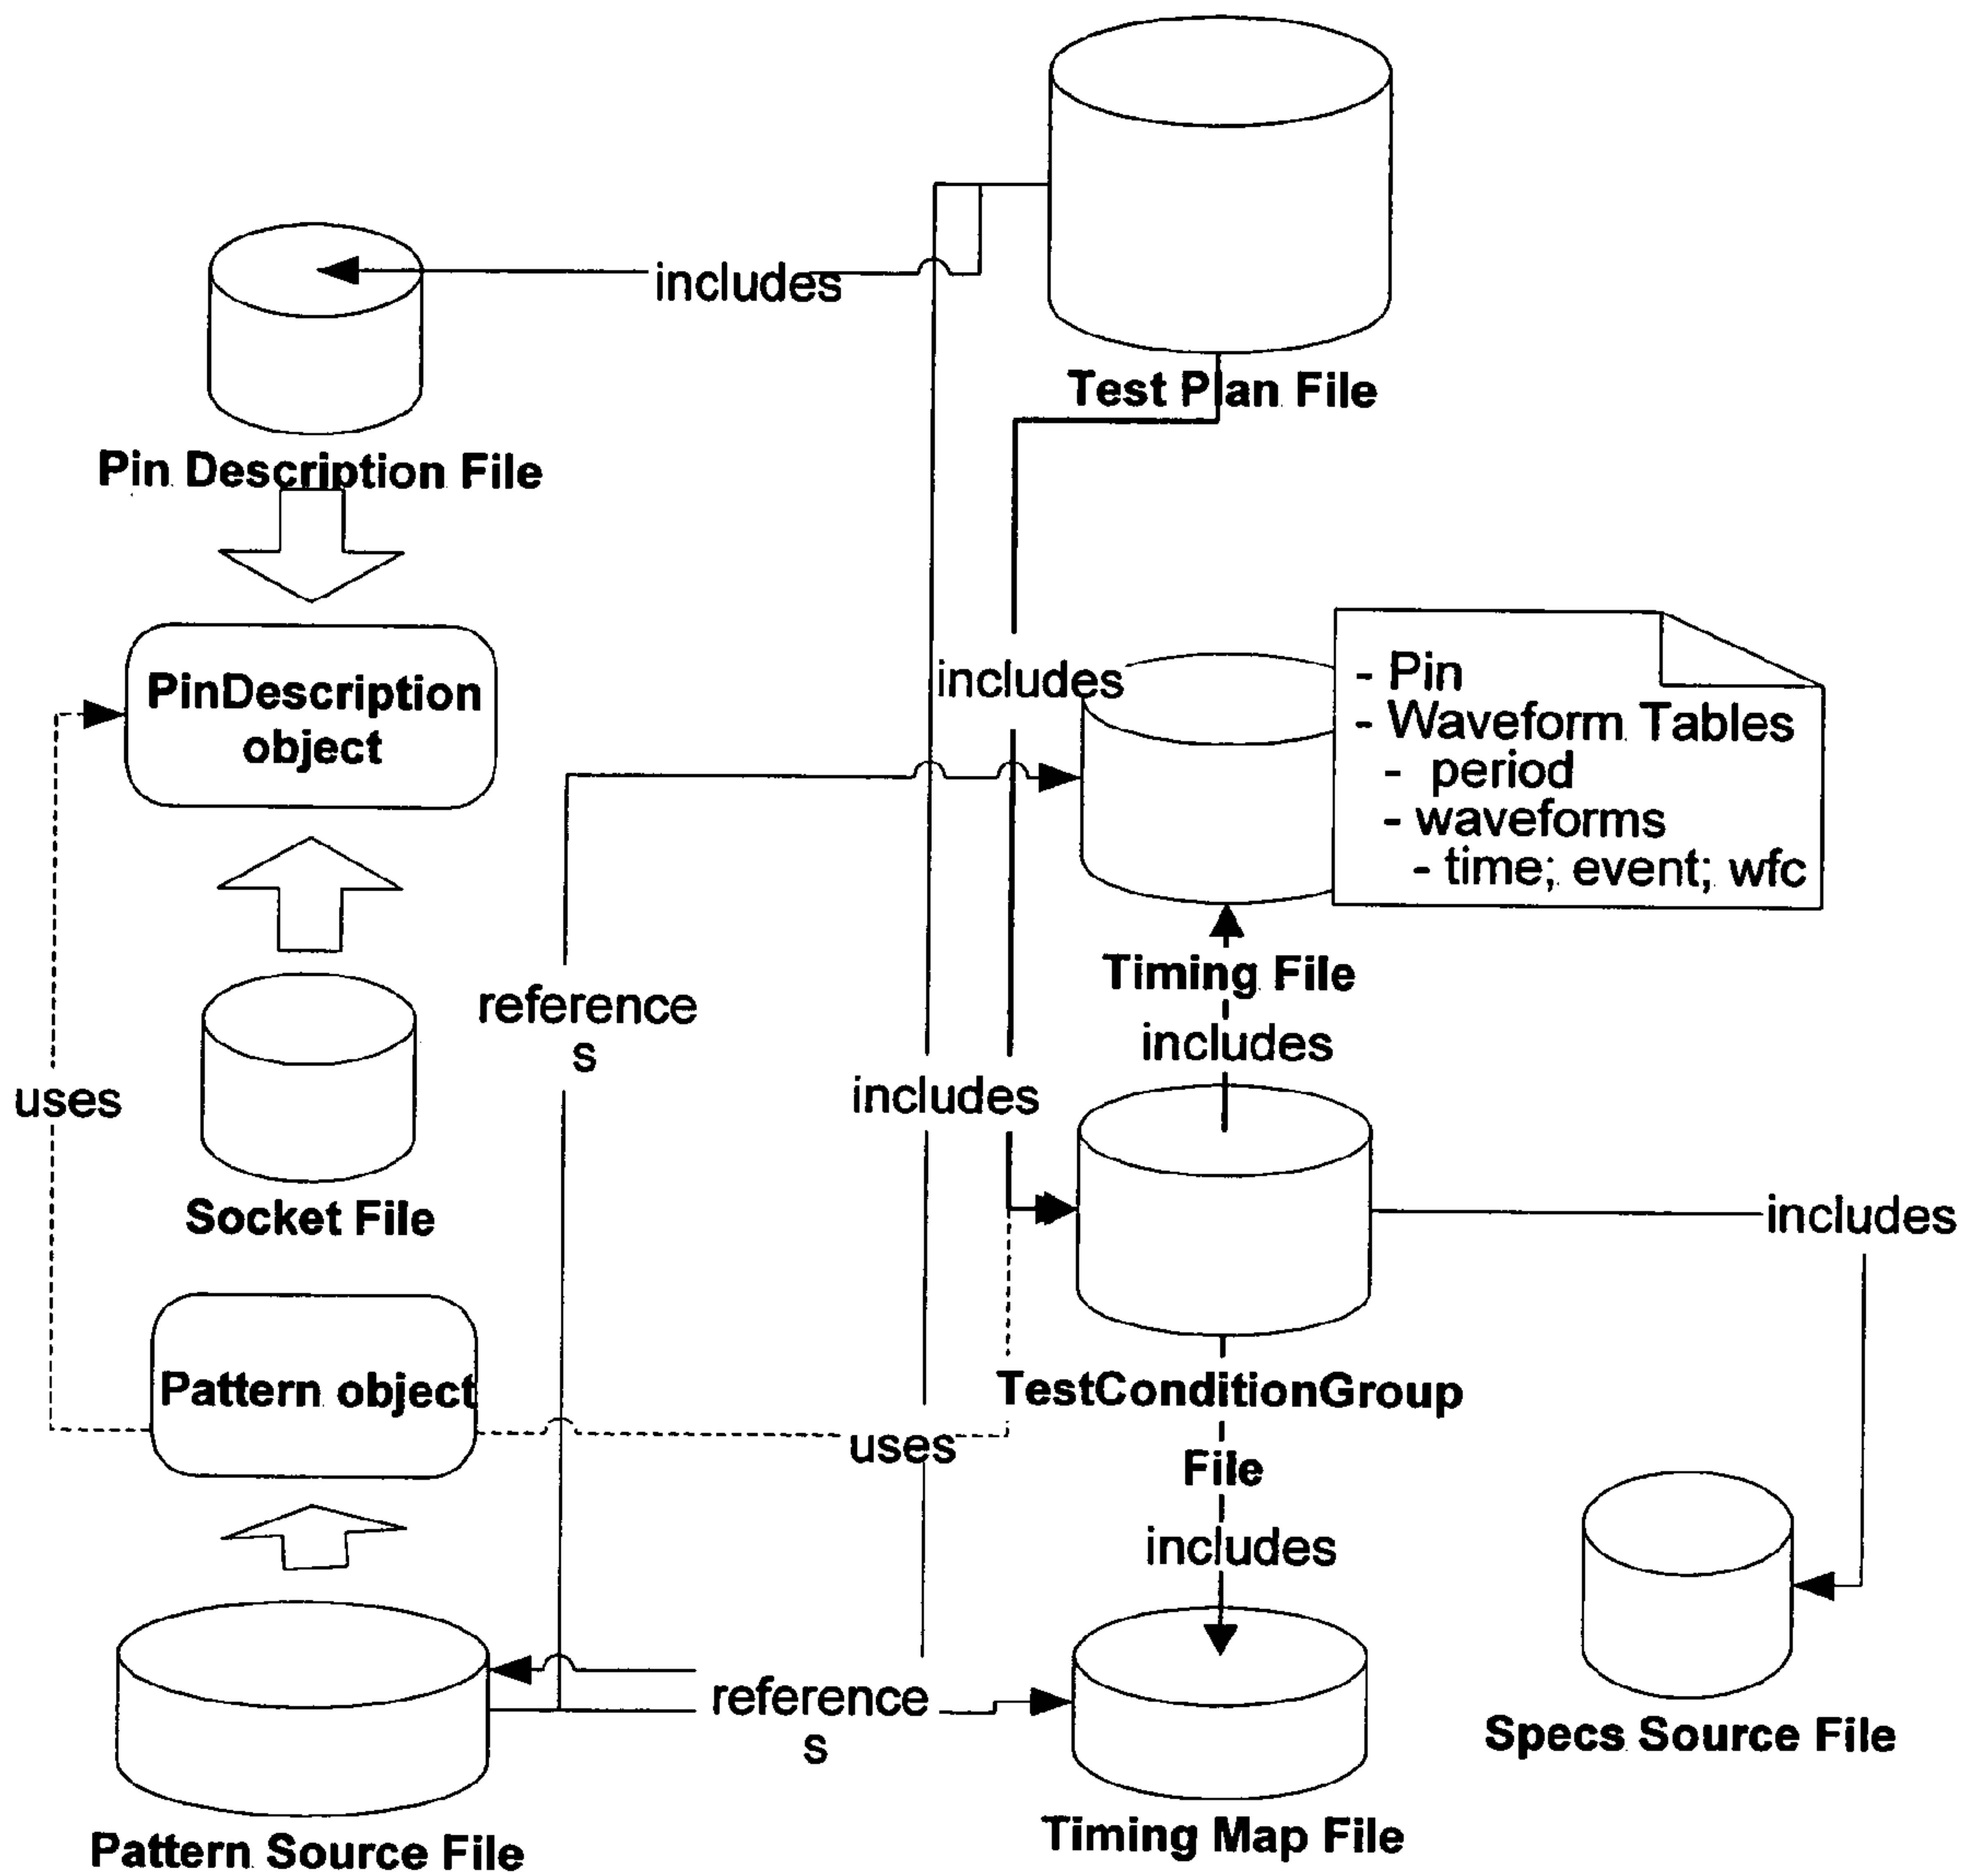 includes
Test Plan File
Pin Description File
PinDescription
object
includes
- Pin
- Waveform Tables
- period
- waveforms
- time; event; wfc
Timing File
reference
s
includes
uses
includes
Socket File
includes
Pattern object
TestConditionGroup
File
uses
includes
reference
s
Specs Source File
Timing Map File
Pattern Source File